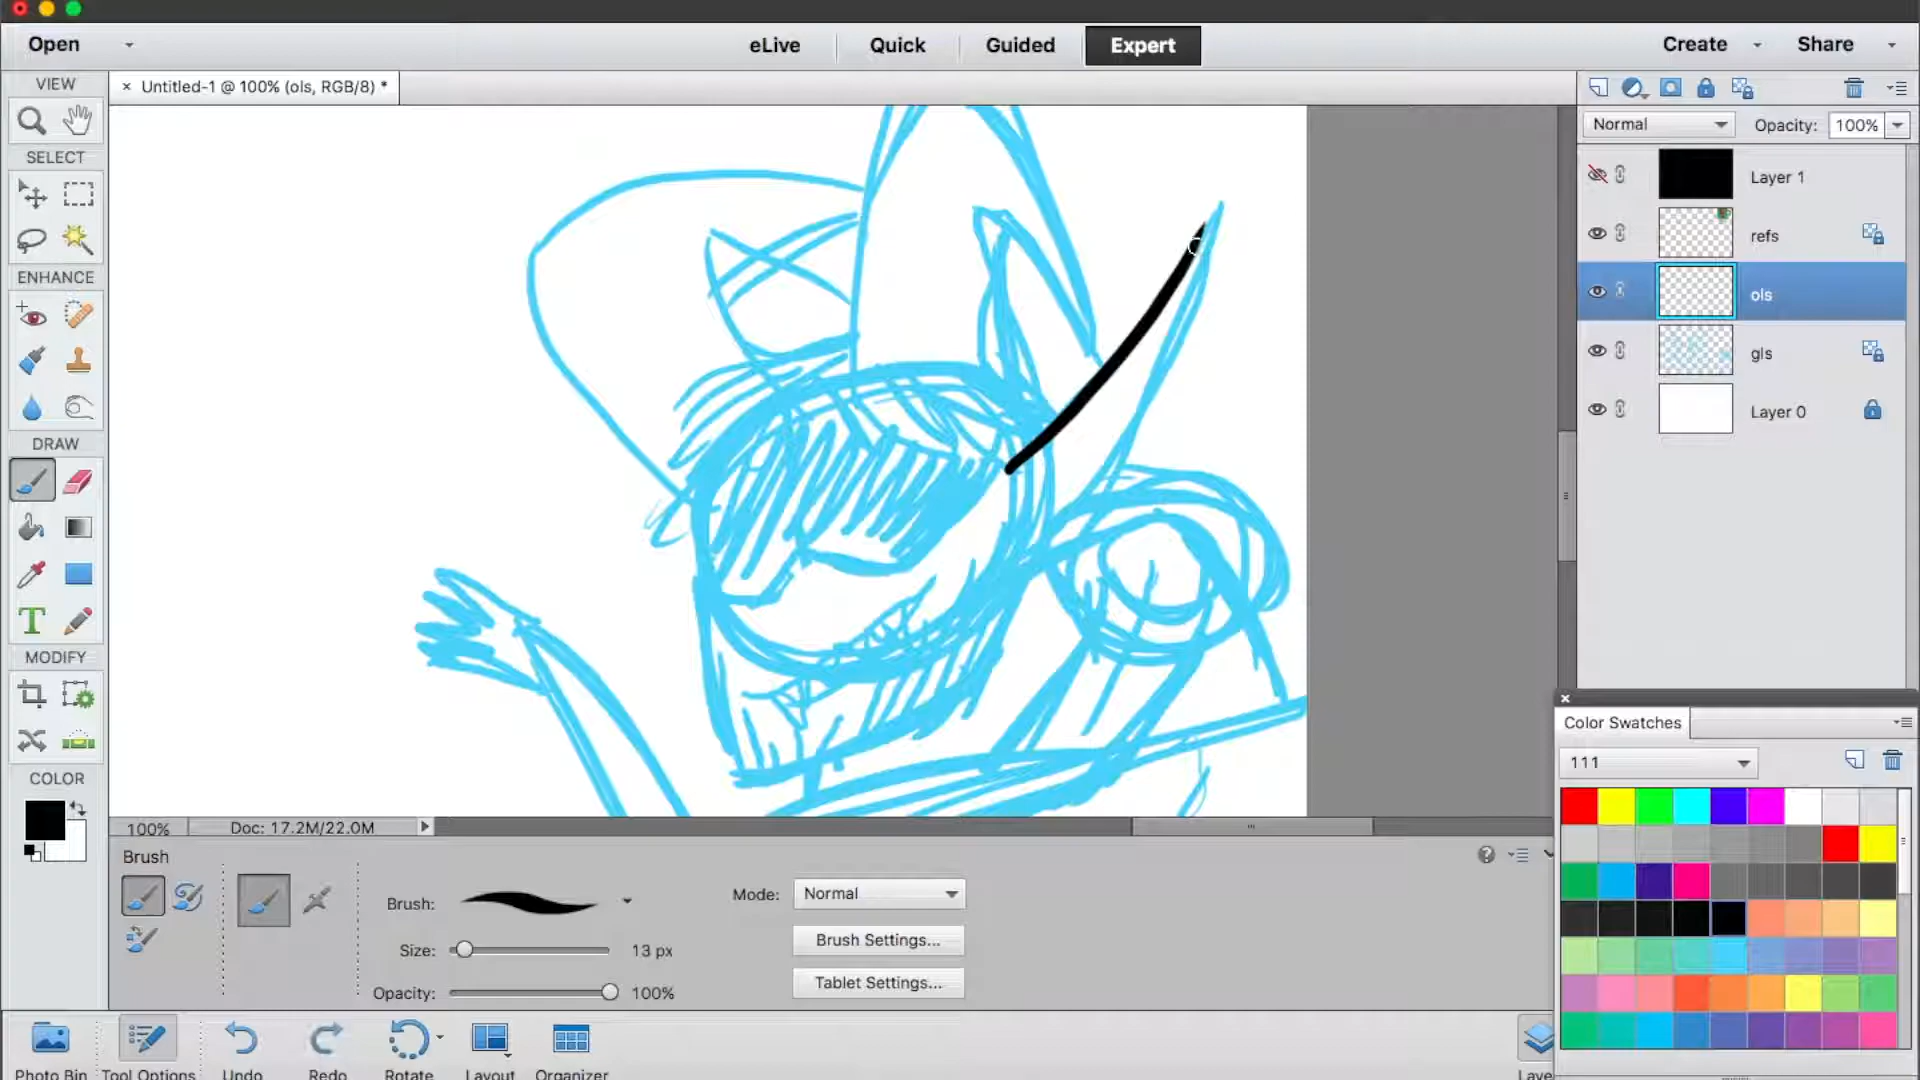 Open
eLive
Quick
Guided
Expert
Create
Share
VIEW
× Untitled-1 @ 100% (ols, RGB/8) *
Normal
Opacity: 100%
SELECT
Layer 1
refs
ENHANCE
ols
gls
Layer 0
DRAW
T
MODIFY
Color Swatches
111
COLOR
100%
Doc: 17.2M/22.0M
Brush
Brush:
Mode: Normal
Size: 13 px
Brush Settings...
Opacity: 100%
Tablet Settings...
Photo Bin
Tool Options
Undo
Redo
Rotate
Layout
Organizer